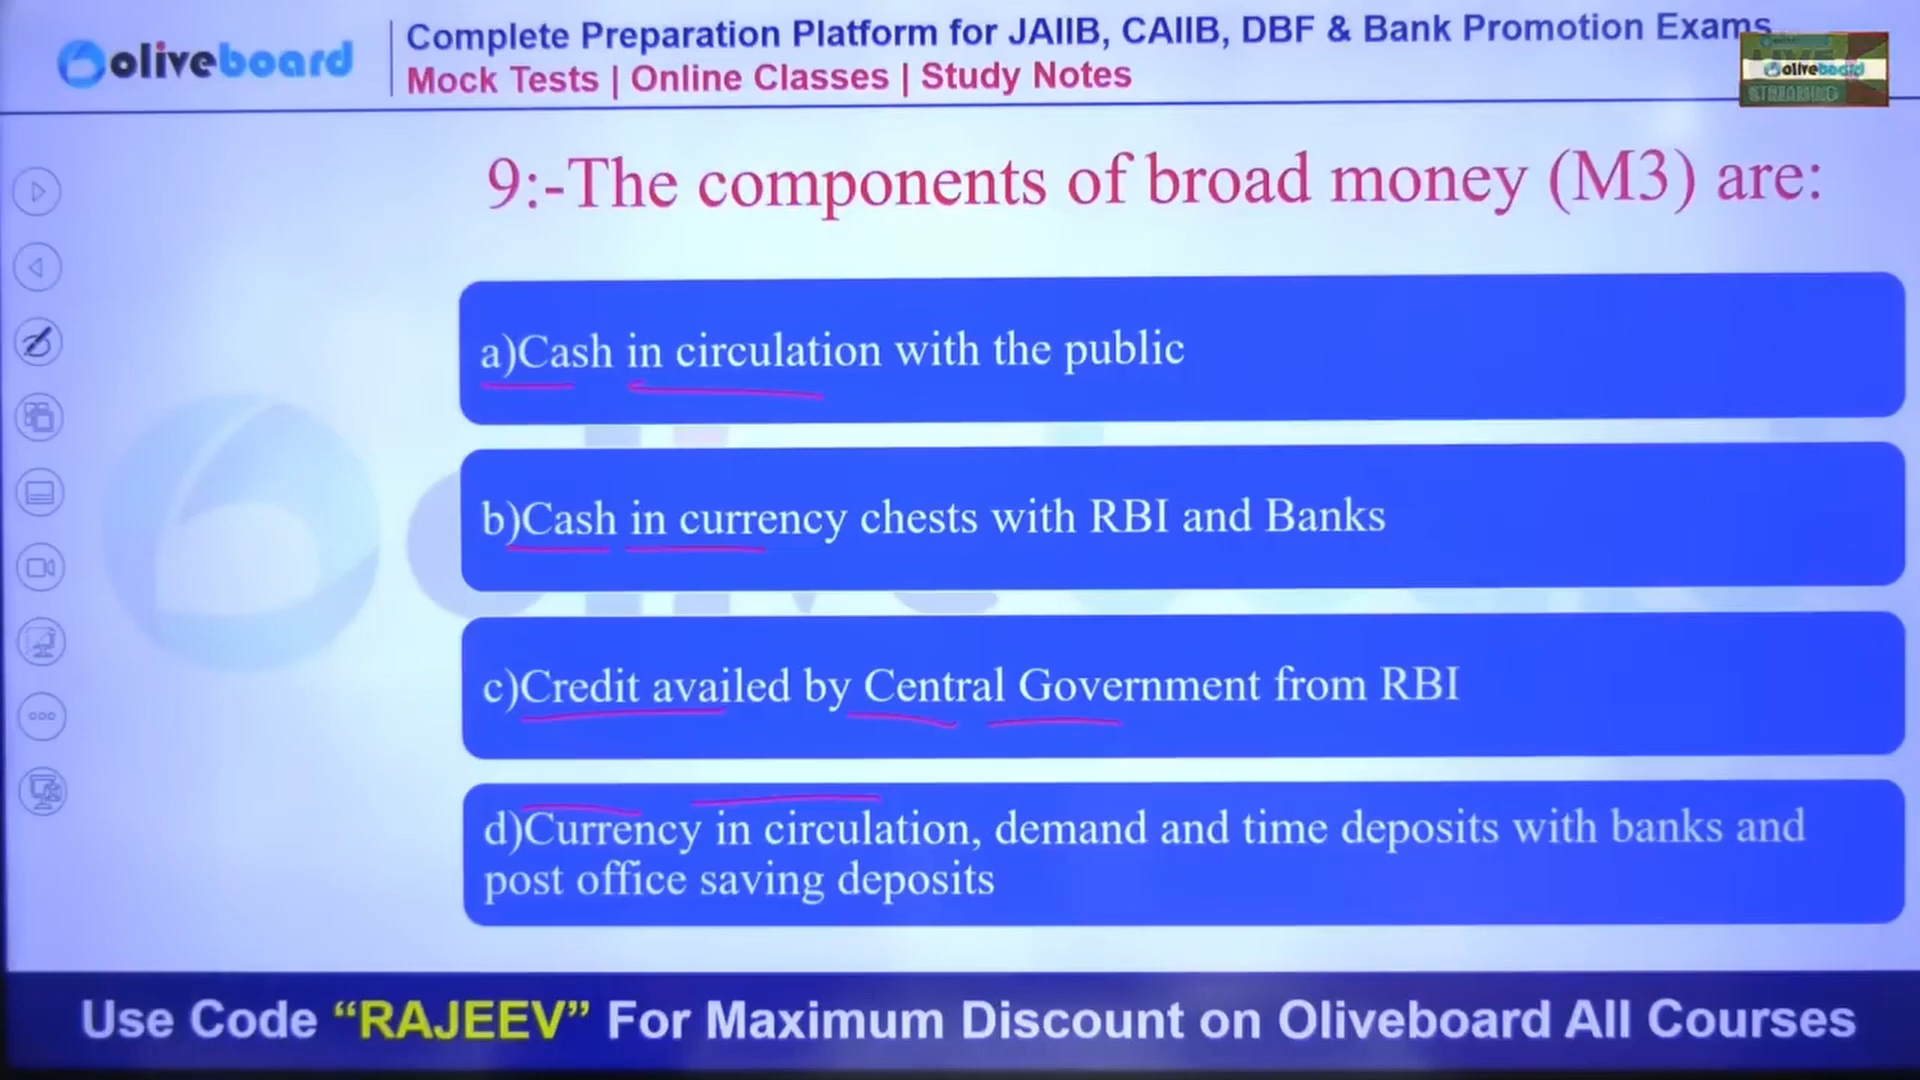 oliveboard
Complete Preparation Platform for JAIIB, CAIIB, DBF & Bank Promotion Exams
Mock Tests | Online Classes | Study Notes
oliveboard
STREAMING
9:-The components of broad money (M3) are:
a)Cash in circulation with the public
b)Cash in currency chests with RBI and Banks
c)Credit availed by Central Government from RBI
d)Currency in circulation, demand and time deposits with banks and
post office saving deposits
Use Code “RAJEEV” For Maximum Discount on Oliveboard All Courses